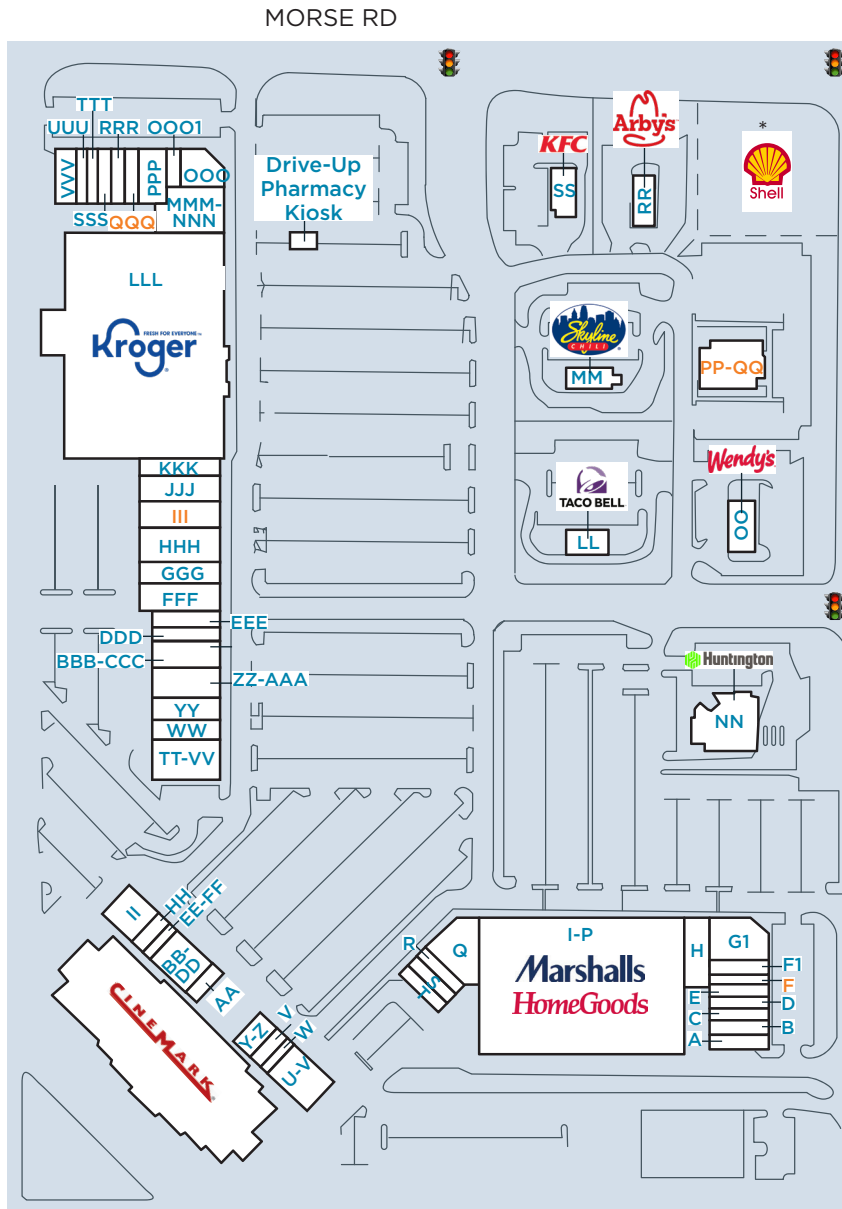 MORSE RD
TTT
UUU
RRR
OOO1
VVV
PPP
OOO
SSS
QQQ
MMM-
NNN
Drive-Up
Pharmacy
Kiosk
KFC
SS
Arby's
RR
*
Shell
LLL
FRESH FOR EVERYONE™
Kroger
®
Skyline
CHILI
®
MM
PP-QQ
Wendy's
OO
TACO BELL
LL
KKK
JJJ
III
HHH
GGG
FFF
EEE
DDD
BBB-CCC
ZZ-AAA
YY
WW
TT-VV
Huntington
NN
II
HH
EE-FF
BB-
DD
AA
CINEMARK
®
Y-Z
V
W
U-V
R
Q
S
I-P
Marshalls
HomeGoods
H
G1
F1
F
E
D
C
B
A